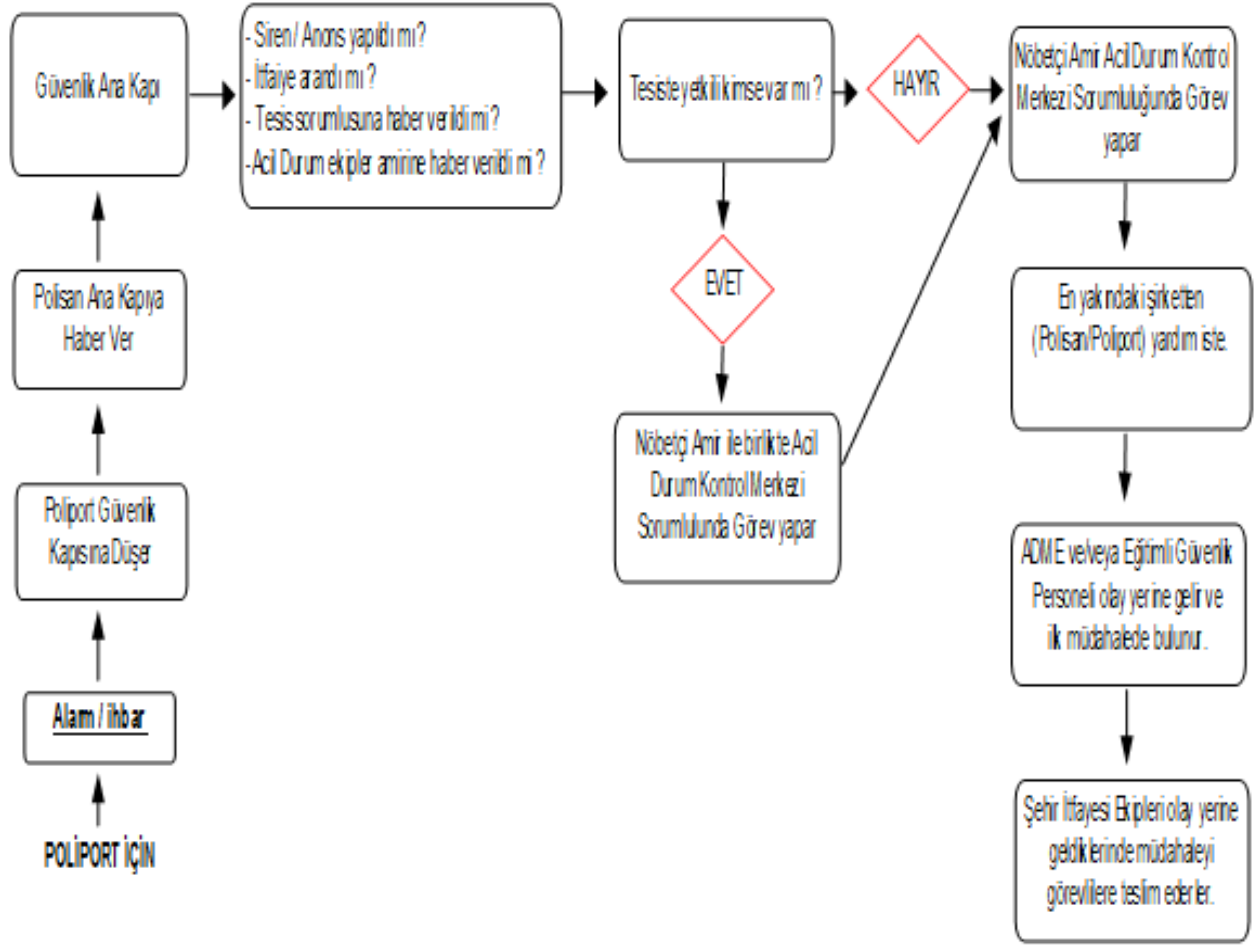 Güvenlik Ana Kapı
- Siren / Anons yapıldı mı?
- İtfaiye arandı mı ?
- Tesis sorumlusuna haber verildi mi?
-Acil Durum ekipler amirine haber verildi mi ?
Tesiste yetkili kimse var mı ?
HAYIR
Nöbetçi Amir Acil Durum Kontrol
Merkezi Sorumluluğunda Görev
yapar
Polisan Ana Kapıya
Haber Ver
EVET
En yakındaki şirketten
(Polisan/Poliport) yardım iste.
Nöbetçi Amir ile birlikte Acil
Durum Kontrol Merkezi
Sorumlulunda Görev yapar
Poliport Güvenlik
Kapısına Düşer
ADME ve/veya Eğitimli Güvenlik
Personeli olay yerine gelir ve
ilk müdahalede bulunur.
Alarm / ihbar
Şehir İtfayesi Ekipleri olay yerine
geldiklerinde müdahaleyi
görevlilere teslim ederler.
POLİPORT İÇİN